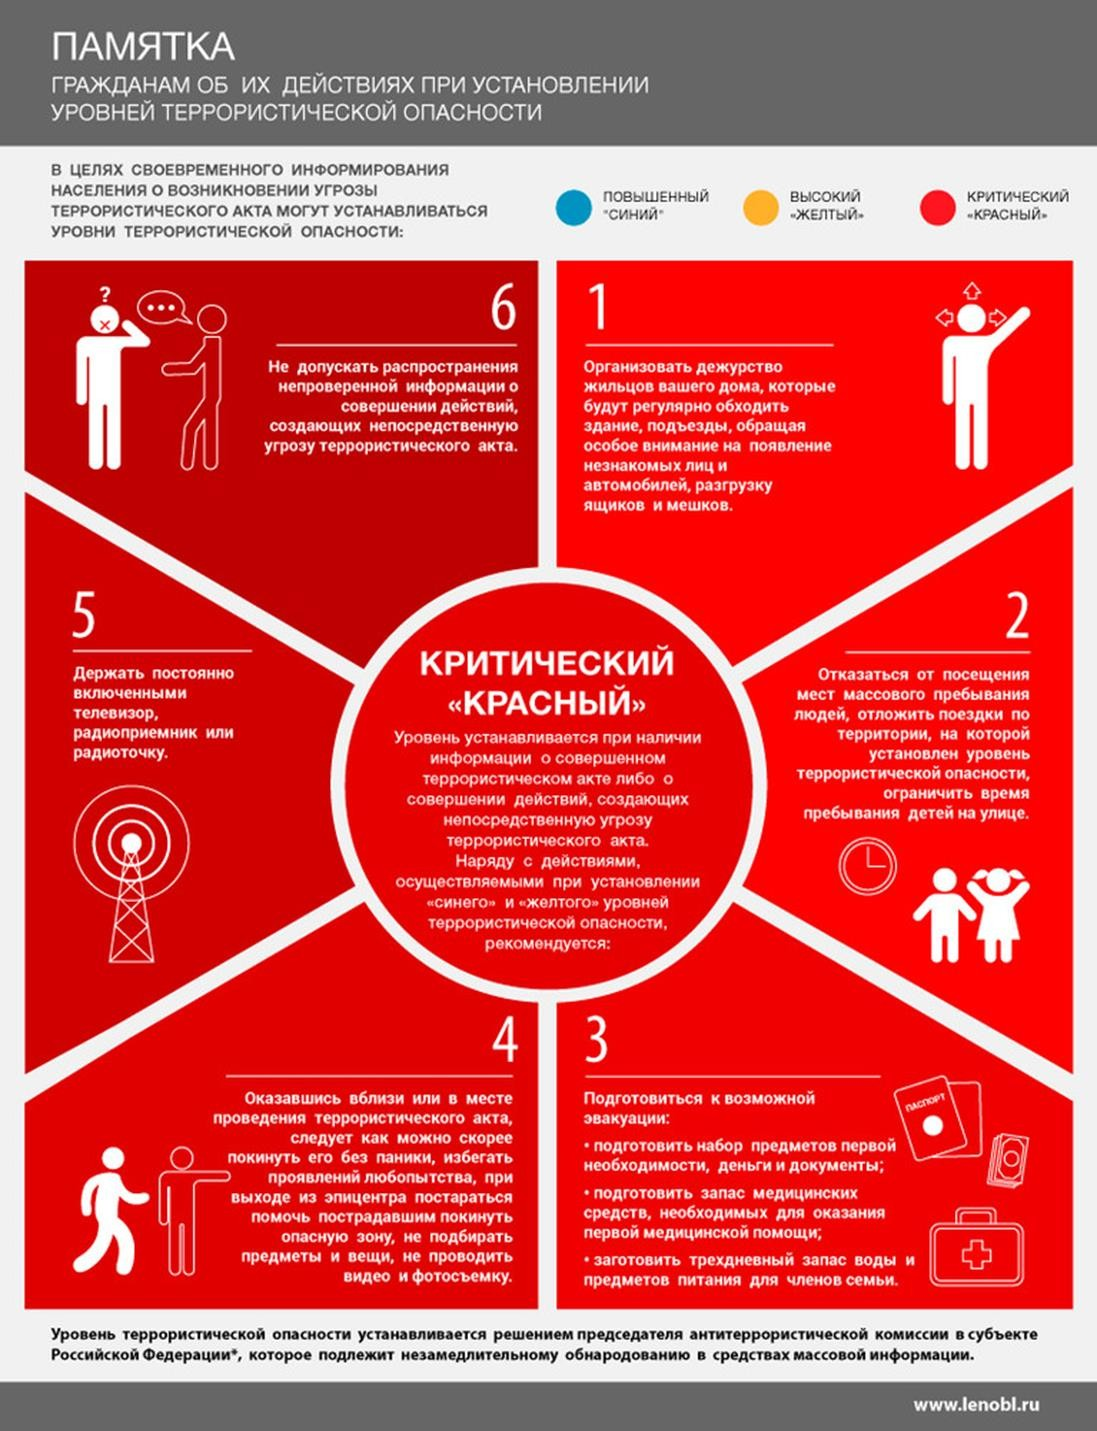 ПАМЯТКА
ГРАЖДАНАМ ОБ ИХ ДЕЙСТВИЯХ ПРИ УСТАНОВЛЕНИИ
УРОВНЕЙ ТЕРРОРИСТИЧЕСКОЙ ОПАСНОСТИ
В ЦЕЛЯХ СВОЕВРЕМЕННОГО ИНФОРМИРОВАНИЯ
НАСЕЛЕНИЯ О ВОЗНИКНОВЕНИИ УГРОЗЫ
ТЕРРОРИСТИЧЕСКОГО АКТА МОГУТ УСТАНАВЛИВАТЬСЯ
УРОВНИ ТЕРРОРИСТИЧЕСКОЙ ОПАСНОСТИ:
ПОВЫШЕННЫЙ
"СИНИЙ"
ВЫСОКИЙ
«ЖЕЛТЫЙ»
КРИТИЧЕСКИЙ
«КРАСНЫЙ»
1
Организовать дежурство
жильцов вашего дома, которые
будут регулярно обходить
здание, подъезды, обращая
особое внимание на появление
незнакомых лиц и
автомобилей, разгрузку
ящиков и мешков.
2
Отказаться от посещения
мест массового пребывания
людей, отложить поездки по
территории, на которой
установлен уровень
террористической опасности,
ограничить время
пребывания детей на улице.
3
Подготовиться к возможной
эвакуации:
• подготовить набор предметов первой
необходимости, деньги и документы;
• подготовить запас медицинских
средств, необходимых для оказания
первой медицинской помощи;
• заготовить трехдневный запас воды и
предметов питания для членов семьи.
ПАСПОРТ
4
Оказавшись вблизи или в месте
проведения террористического акта,
следует как можно скорее
покинуть его без паники, избегать
проявлений любопытства, при
выходе из эпицентра постараться
помочь пострадавшим покинуть
опасную зону, не подбирать
предметы и вещи, не проводить
видео и фотосъемку.
5
Держать постоянно
включенными
телевизор,
радиоприемник или
радиоточку.
6
?
Не допускать распространения
непроверенной информации о
совершении действий,
создающих непосредственную
угрозу террористического акта.
КРИТИЧЕСКИЙ
«КРАСНЫЙ»
Уровень устанавливается при наличии
информации о совершенном
террористическом акте либо о
совершении действий, создающих
непосредственную угрозу
террористического акта.
Наряду с действиями,
осуществляемыми при установлении
«синего» и «желтого» уровней
террористической опасности,
рекомендуется:
Уровень террористической опасности устанавливается решением председателя антитеррористической комиссии в субъекте
Российской Федерации*, которое подлежит незамедлительному обнародованию в средствах массовой информации.
www.lenobl.ru